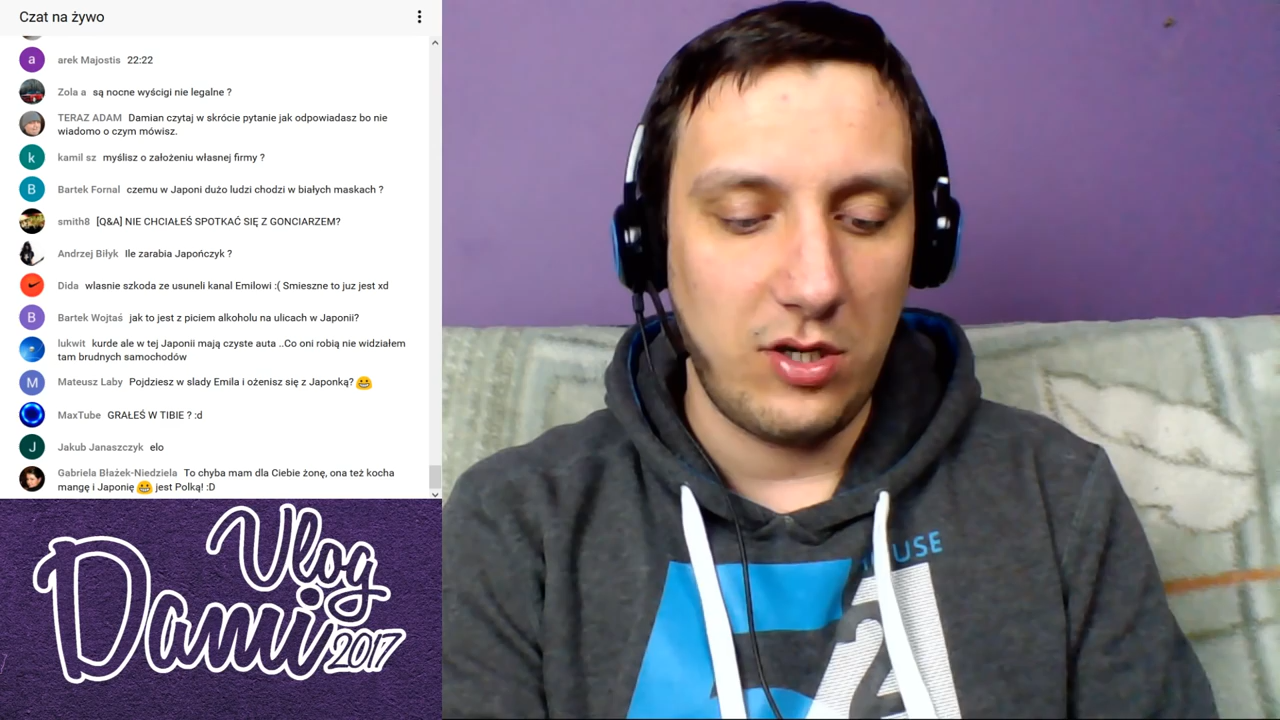 Czat na żywo
a arek Majostis 22:22
Zola a są nocne wyścigi nie legalne ?
TERAZ ADAM Damian czytaj w skrócie pytanie jak odpowiadasz bo nie
wiadomo o czym mówisz.
k kamil sz myślisz o założeniu własnej firmy ?
B Bartek Fornal czemu w Japoni dużo ludzi chodzi w białych maskach ?
smith8 [Q&A] NIE CHCIAŁEŚ SPOTKAĆ SIĘ Z GONCIARZEM?
Andrzej Biłyk Ile zarabia Japończyk ?
Dida wlasnie szkoda ze usuneli kanal Emilowi :( Smieszne to juz jest xd
B Bartek Wojtaś jak to jest z piciem alkoholu na ulicach w Japonii?
lukwit kurde ale w tej Japonii mają czyste auta ..Co oni robią nie widziałem
tam brudnych samochodów
M Mateusz Laby Pojdziesz w slady Emila i ożenisz się z Japonką? 😀
MaxTube GRAŁEŚ W TIBIE ? :d
J Jakub Janaszczyk elo
Gabriela Błażek-Niedziela To chyba mam dla Ciebie żonę, ona też kocha
mangę i Japonię 😀 jest Polką! :D
Vlog
Dami
2017